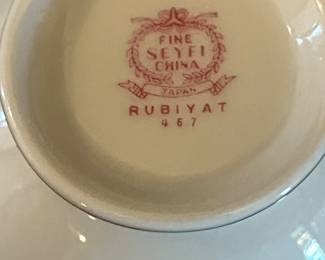 FINE
SEYEI
CHINA
JAPAN
RUBIYAT
467